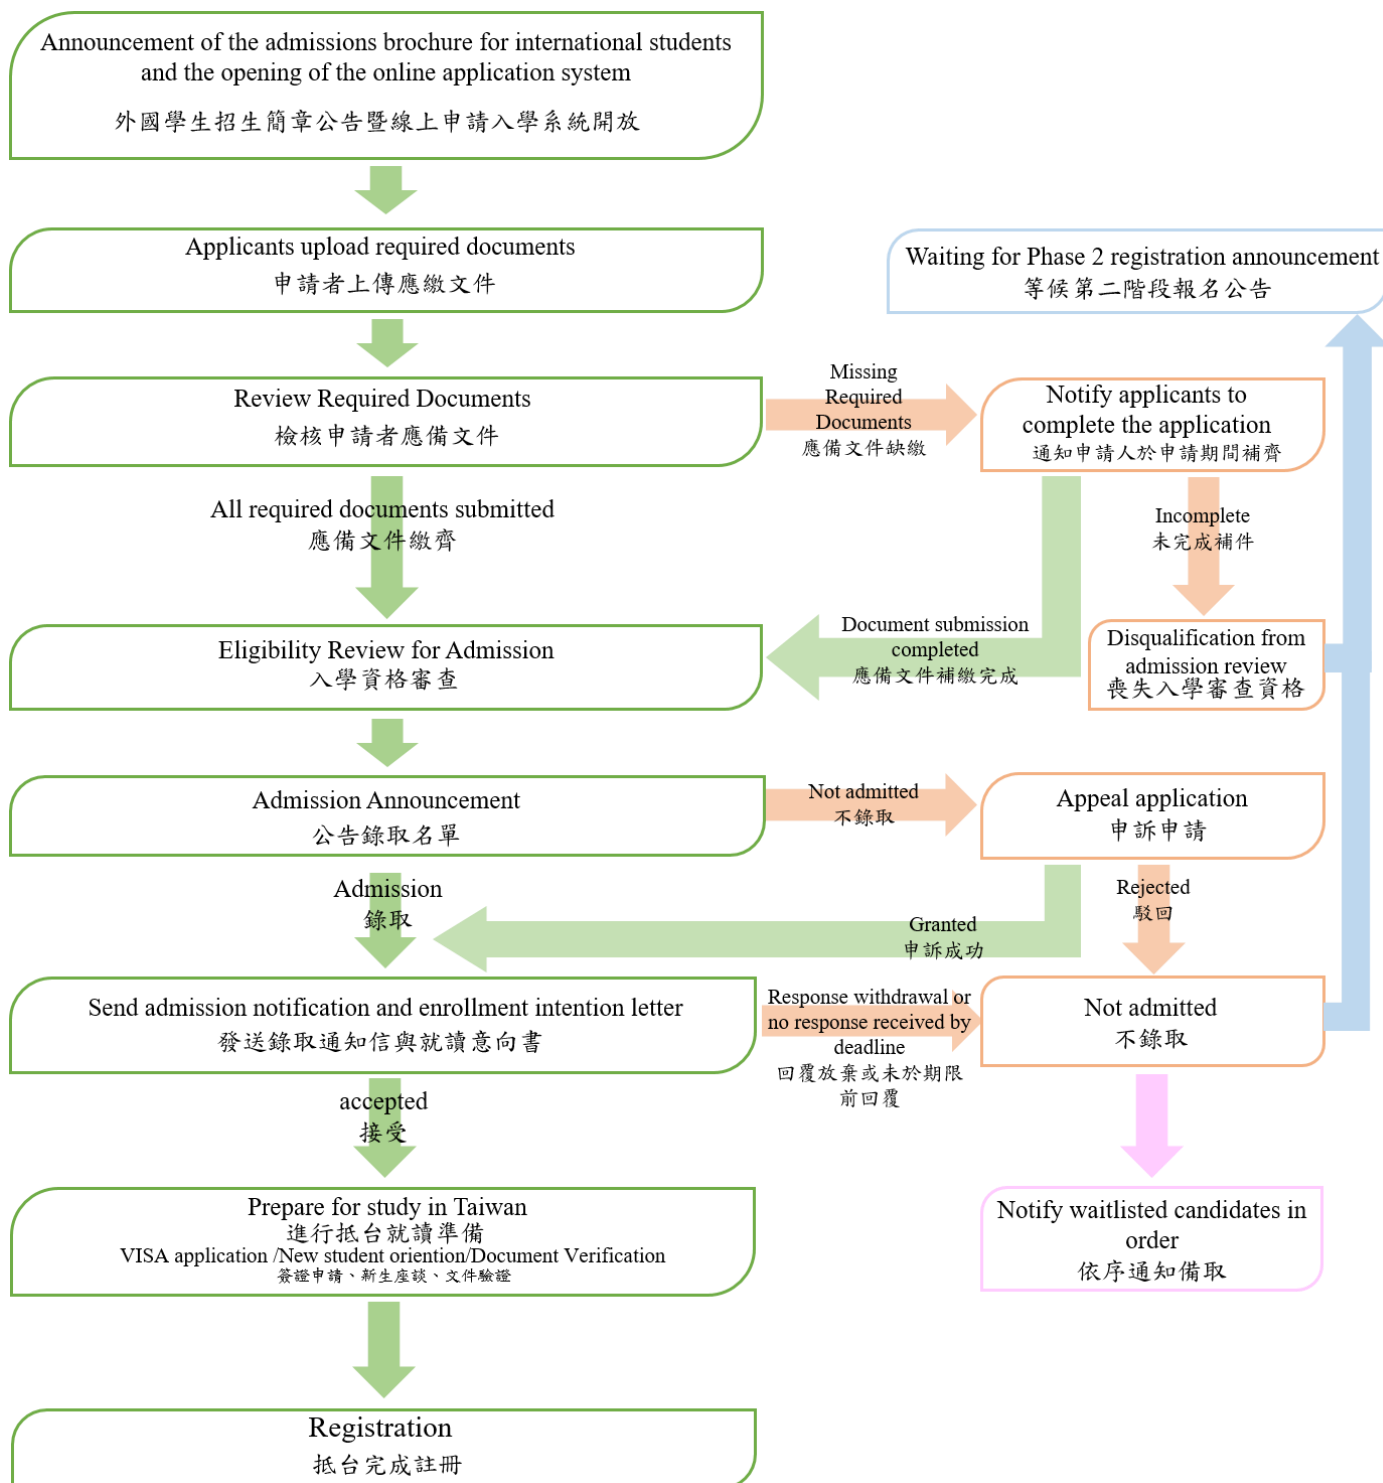 Announcement of the admissions brochure for international students
and the opening of the online application system
外國學生招生簡章公告暨線上申請入學系統開放
Applicants upload required documents
申請者上傳應繳文件
Waiting for Phase 2 registration announcement
等候第二階段報名公告
Review Required Documents
檢核申請者應備文件
Missing
Required
Documents
應備文件缺繳
Notify applicants to
complete the application
通知申請人於申請期間補齊
All required documents submitted
應備文件繳齊
Incomplete
未完成補件
Eligibility Review for Admission
入學資格審查
Document submission
completed
應備文件補繳完成
Disqualification from
admission review
喪失入學審查資格
Admission Announcement
公告錄取名單
Not admitted
不錄取
Appeal application
申訴申請
Admission
錄取
Granted
申訴成功
Rejected
駁回
Send admission notification and enrollment intention letter
發送錄取通知信與就讀意向書
Response withdrawal or
no response received by
deadline
回覆放棄或未於期限
前回覆
Not admitted
不錄取
accepted
接受
Prepare for study in Taiwan
進行抵台就讀準備
VISA application /New student oriention/Document Verification
簽證申請、新生座談、文件驗證
Notify waitlisted candidates in
order
依序通知備取
Registration
抵台完成註冊